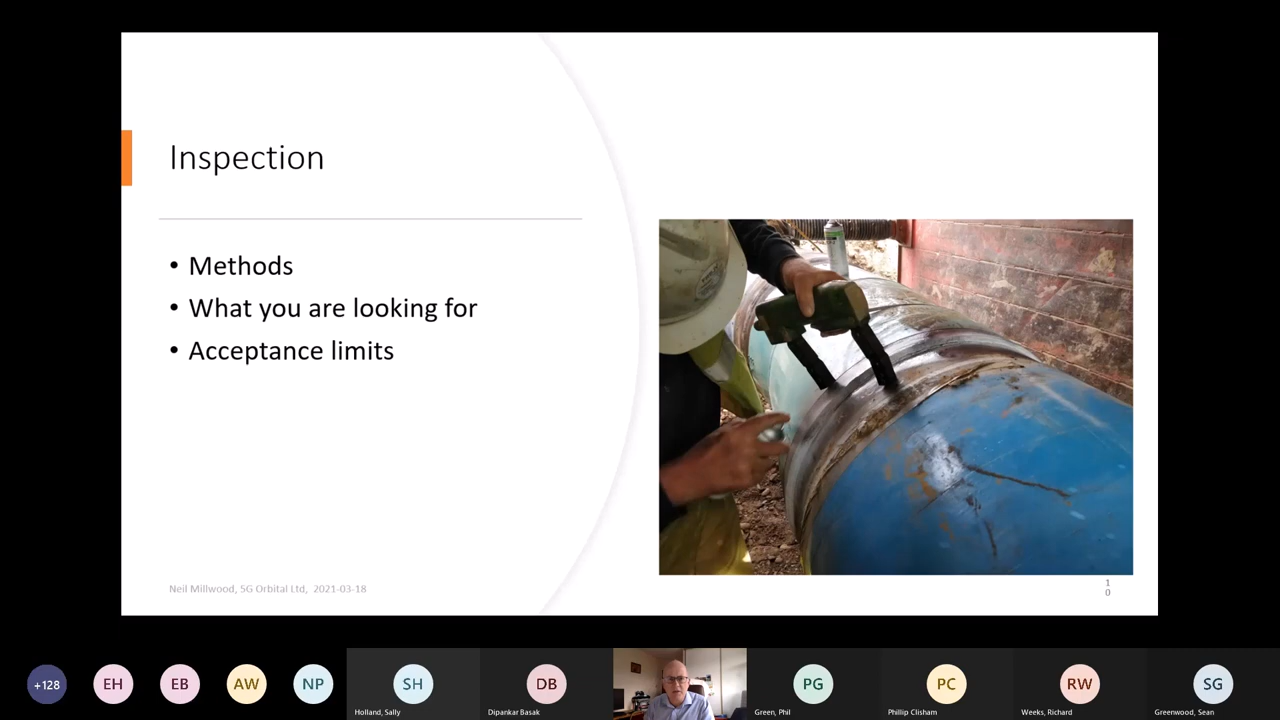 Inspection
• Methods
• What you are looking for
• Acceptance limits
Neil Millwood, 5G Orbital Ltd, 2021-03-18
1
0
+128
EH
EB
AW
NP
SH
Holland, Sally
DB
Dipankar Basak
PG
Green, Phil
PC
Phillip Clisham
RW
Weeks, Richard
SG
Greenwood, Sean